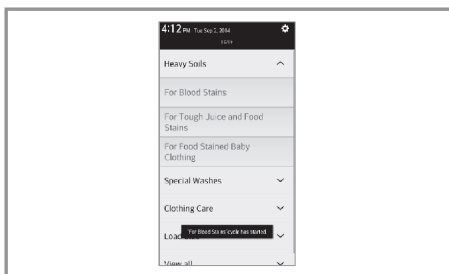 4:12 PM Tue Sep 2, 2014
Heavy Soils
For Blood Stains
For Tough Juice and Food
Stains
For Food Stained Baby
Clothing
Special Washes
Clothing Care
'For Blood Stains' cycle has started.
Load
View all